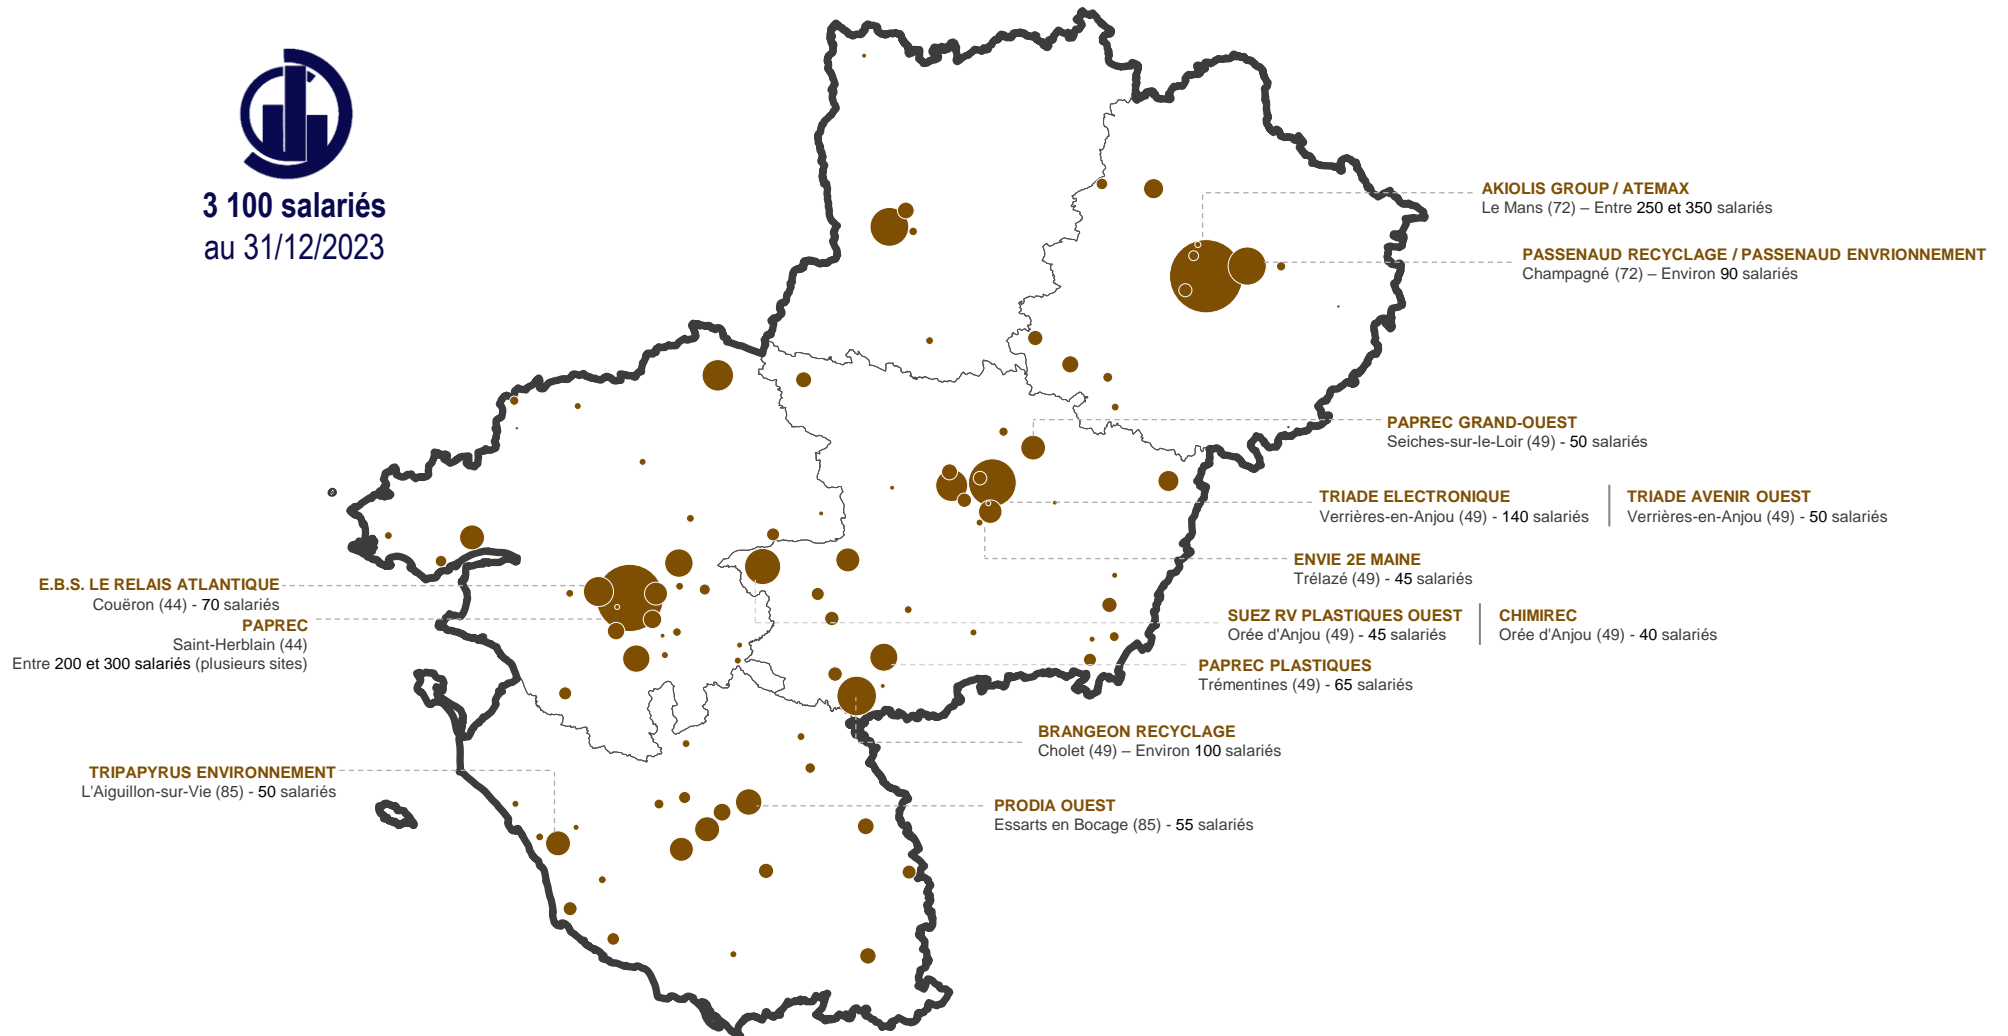 3 100 salariés
au 31/12/2023
AKIOLIS GROUP / ATEMAX
Le Mans (72) – Entre 250 et 350 salariés
PASSENAUD RECYCLAGE / PASSENAUD ENVRIONNEMENT
Champagné (72) – Environ 90 salariés
PAPREC GRAND-OUEST
Seiches-sur-le-Loir (49) - 50 salariés
TRIADE ELECTRONIQUE
Verrières-en-Anjou (49) - 140 salariés
TRIADE AVENIR OUEST
Verrières-en-Anjou (49) - 50 salariés
ENVIE 2E MAINE
Trélazé (49) - 45 salariés
E.B.S. LE RELAIS ATLANTIQUE
Couëron (44) - 70 salariés
PAPREC
Saint-Herblain (44)
Entre 200 et 300 salariés (plusieurs sites)
SUEZ RV PLASTIQUES OUEST
Orée d'Anjou (49) - 45 salariés
CHIMIREC
Orée d'Anjou (49) - 40 salariés
PAPREC PLASTIQUES
Trémentines (49) - 65 salariés
BRANGEON RECYCLAGE
Cholet (49) – Environ 100 salariés
TRIPAPYRUS ENVIRONNEMENT
L'Aiguillon-sur-Vie (85) - 50 salariés
PRODIA OUEST
Essarts en Bocage (85) - 55 salariés